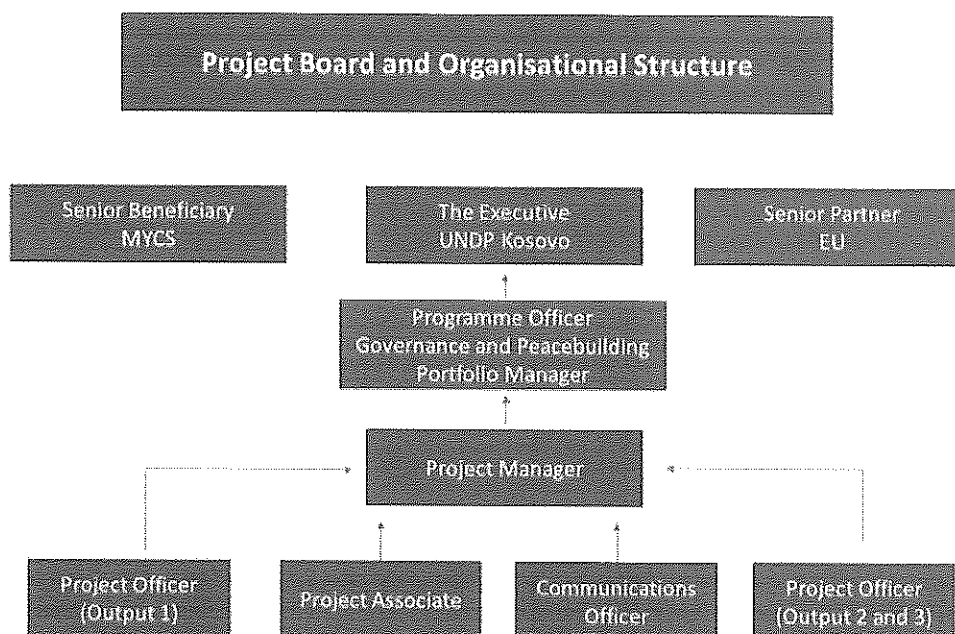 Project Board and Organisational Structure
Senior Beneficiary
MYCS
The Executive
UNDP Kosovo
Senior Partner
EU
Programme Officer
Governance and Peacebuilding
Portfolio Manager
Project Manager
Project Officer
(Output 1)
Project Associate
Communications
Officer
Project Officer
(Output 2 and 3)